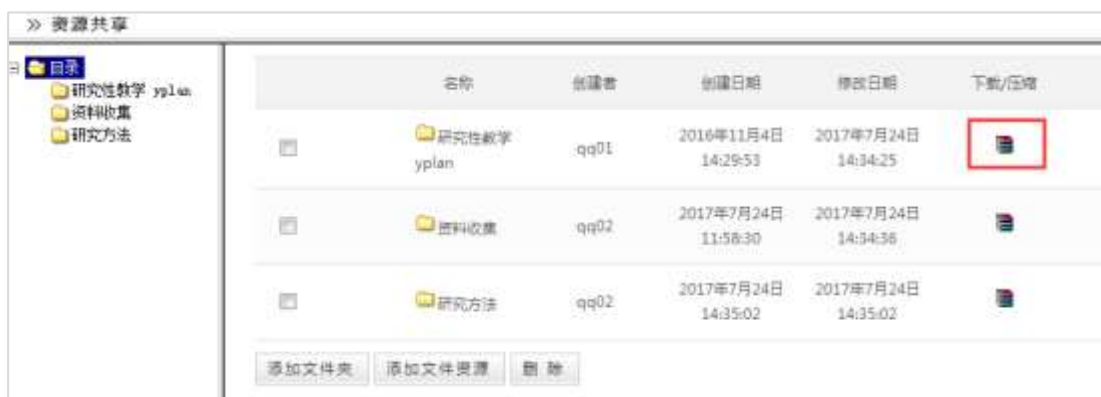 » 资源共享
目录
研究性教学 yplan
资料收集
研究方法
名称 创建者 创建日期 修改日期 下载/压缩
研究性教学
yplan
qq01
2016年11月4日
14:29:53
2017年7月24日
14:34:25
资料收集
qq02
2017年7月24日
11:58:30
2017年7月24日
14:34:36
研究方法
qq02
2017年7月24日
14:35:02
2017年7月24日
14:35:02
添加文件夹 添加文件资源 删 除